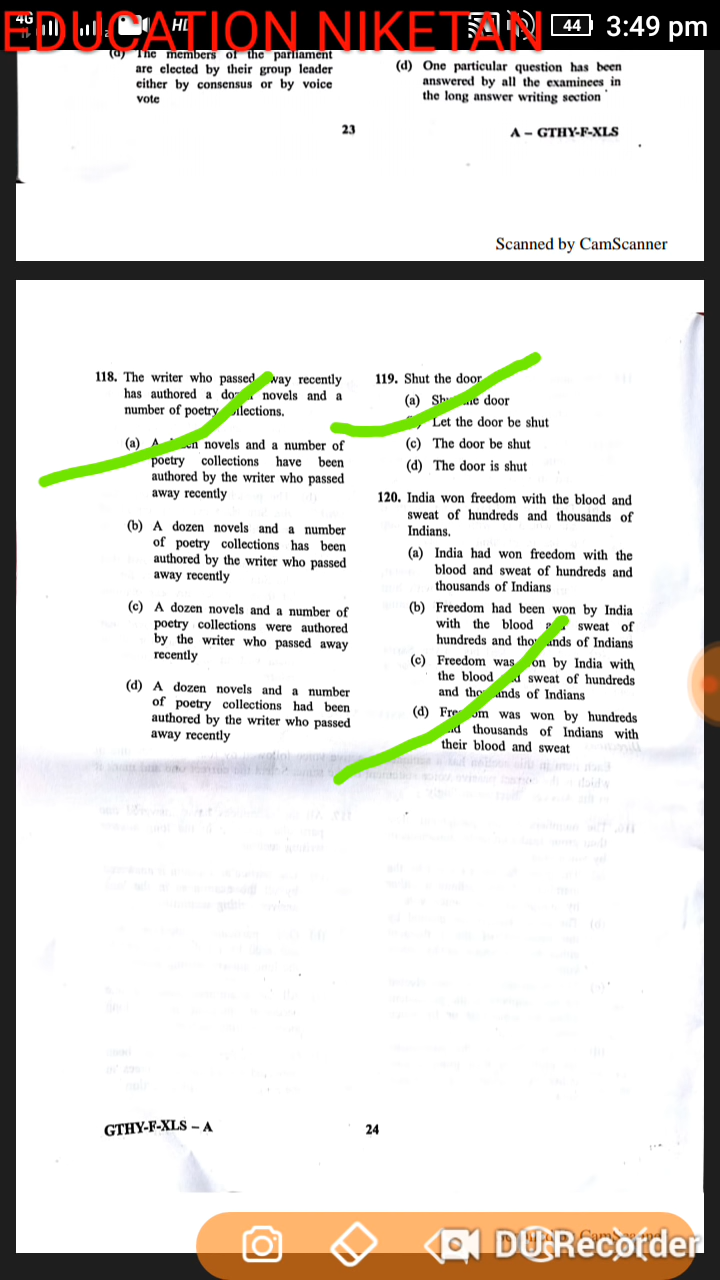 4G
HD
44
3:49 pm
EDUCATION NIKETAN
(d) The members of the parliament
are elected by their group leader
either by consensus or by voice
vote
(d) One particular question has been
answered by all the examinees in
the long answer writing section
23
A – GTHY-F-XLS
Scanned by CamScanner
118. The writer who passed away recently
has authored a dozen novels and a
number of poetry collections.
(a) A dozen novels and a number of
poetry collections have been
authored by the writer who passed
away recently
(b) A dozen novels and a number
of poetry collections has been
authored by the writer who passed
away recently
(c) A dozen novels and a number of
poetry collections were authored
by the writer who passed away
recently
(d) A dozen novels and a number
of poetry collections had been
authored by the writer who passed
away recently
119. Shut the door
(a) Shut the door
Let the door be shut
(c) The door be shut
(d) The door is shut
120. India won freedom with the blood and
sweat of hundreds and thousands of
Indians.
(a) India had won freedom with the
blood and sweat of hundreds and
thousands of Indians
(b) Freedom had been won by India
with the blood and sweat of
hundreds and thousands of Indians
(c) Freedom was won by India with
the blood and sweat of hundreds
and thousands of Indians
(d) Freedom was won by hundreds
and thousands of Indians with
their blood and sweat
GTHY-F-XLS – A
24
DU Recorder